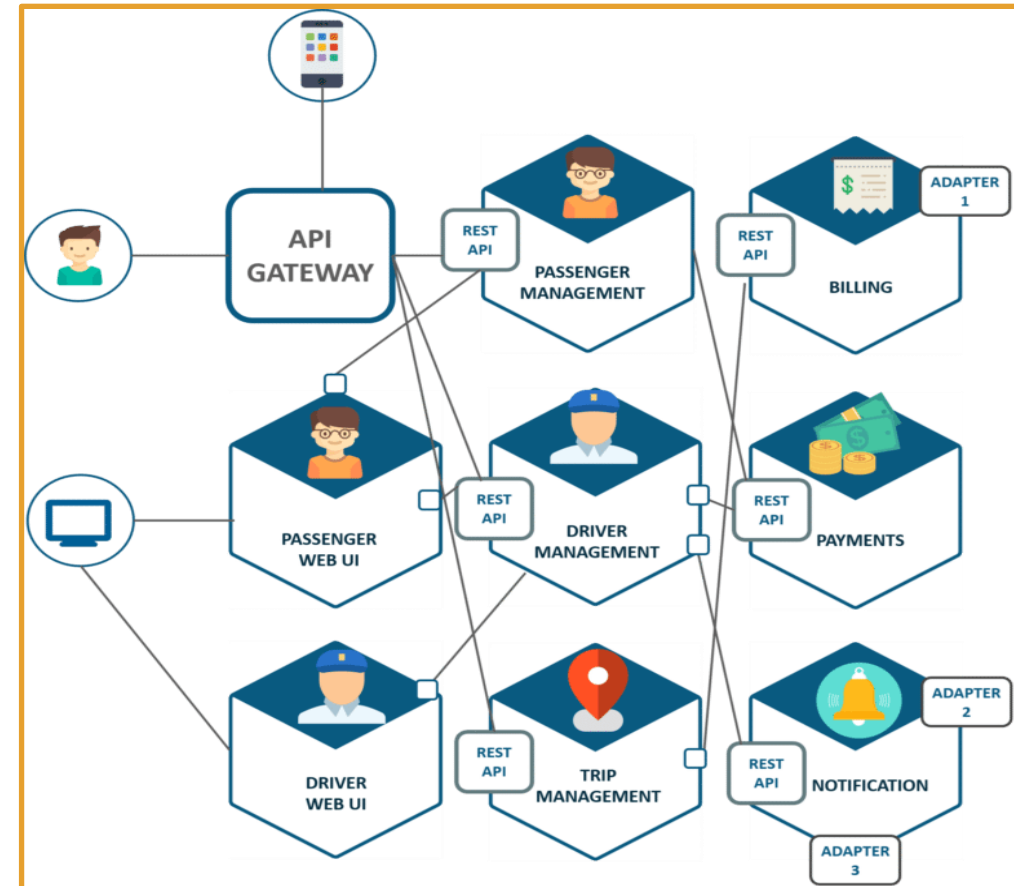 API
GATEWAY
REST
API
PASSENGER
MANAGEMENT
REST
API
ADAPTER
1
BILLING
PASSENGER
WEB UI
REST
API
DRIVER
MANAGEMENT
REST
API
PAYMENTS
DRIVER
WEB UI
REST
API
TRIP
MANAGEMENT
REST
API
NOTIFICATION
ADAPTER
2
ADAPTER
3